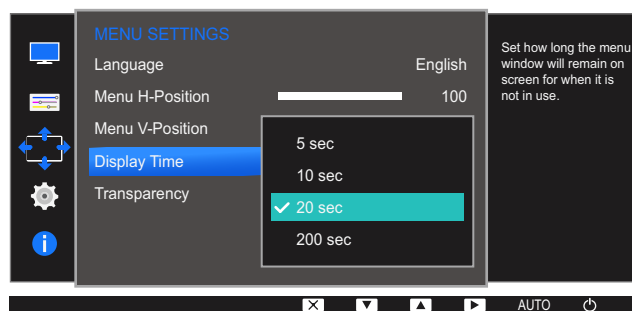 MENU SETTINGS
Language English
Menu H-Position 100
Menu V-Position
Display Time
Transparency
5 sec
10 sec
20 sec
200 sec
Set how long the menu
window will remain on
screen for when it is
not in use.
AUTO